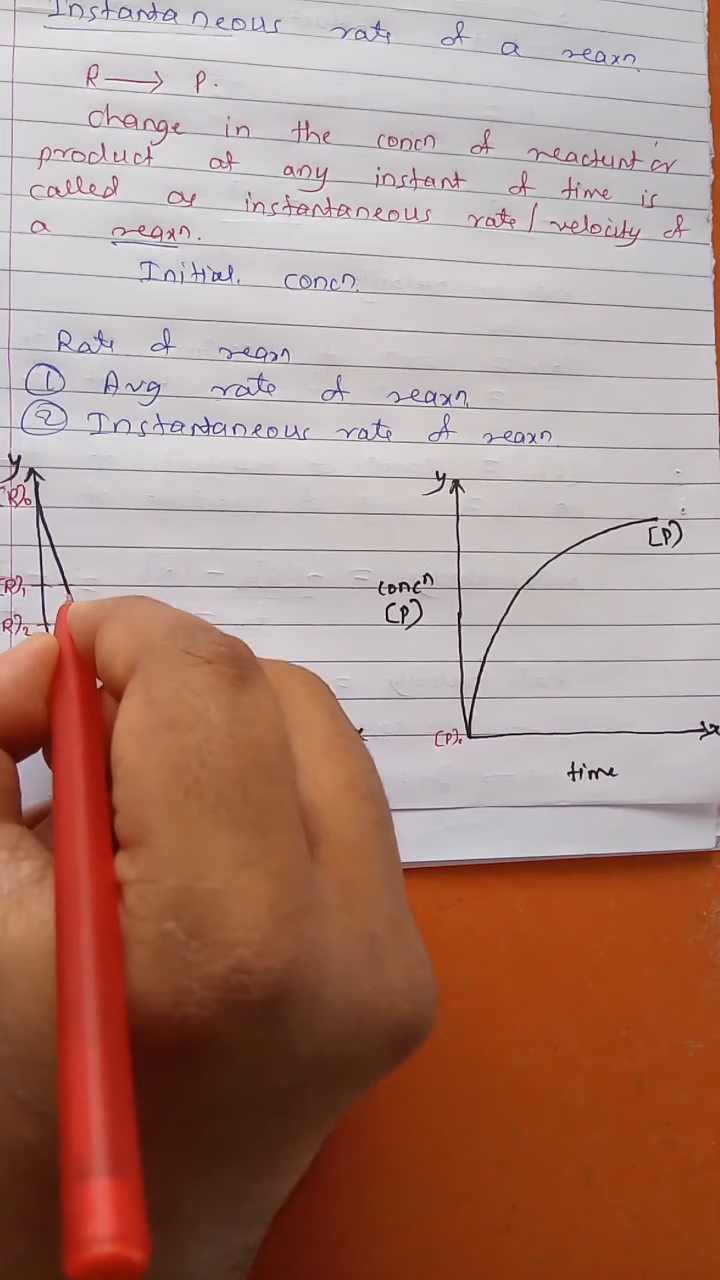 Instantaneous rate of a reaxn
R → P.
Change in the concn of reactant or
product at any instant of time is
called as instantaneous rate / velocity of
a reaxn.
Initial. concn.
Rate of reaxn
① Avg rate of reaxn
② Instantaneous rate of reaxn
y
[R]₀
[R]₁
[R]₂
y
[P]
concⁿ
[P]
[P]₀
x
time